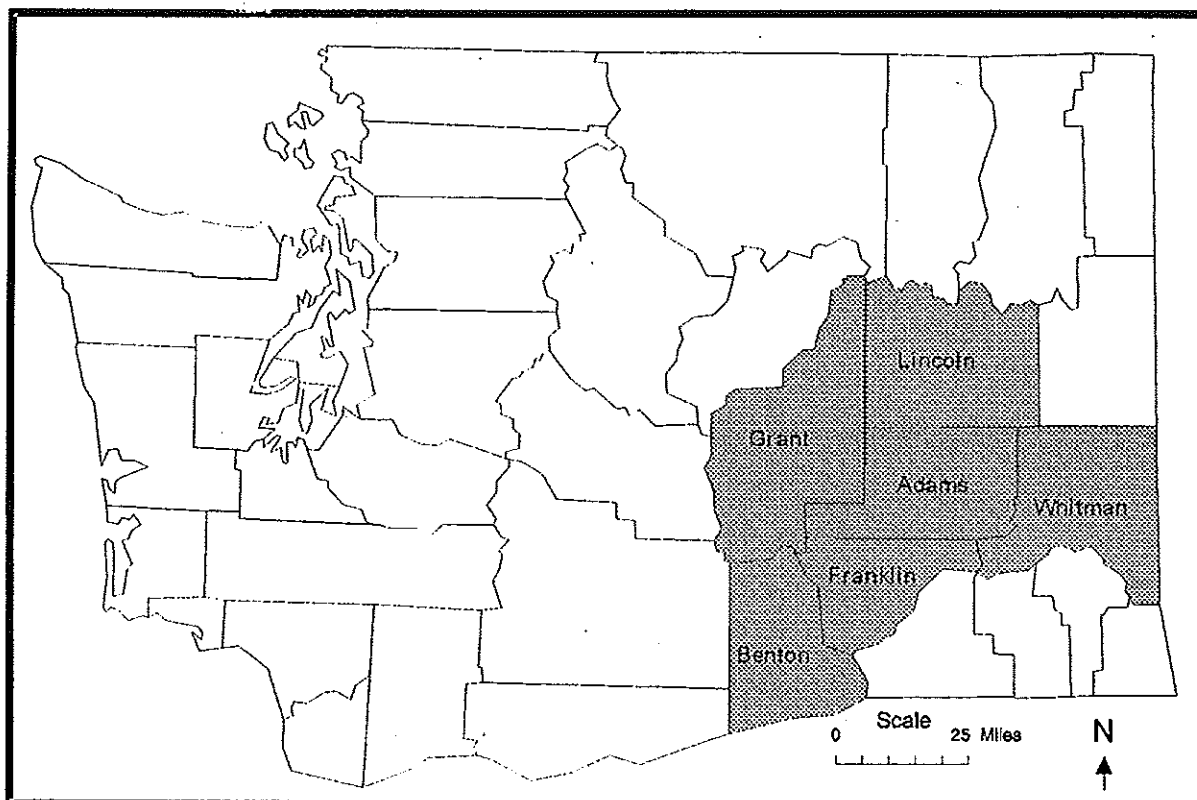 Lincoln
Grant
Adams
Whitman
Franklin
Benton
Scale
0 25 Miles
N